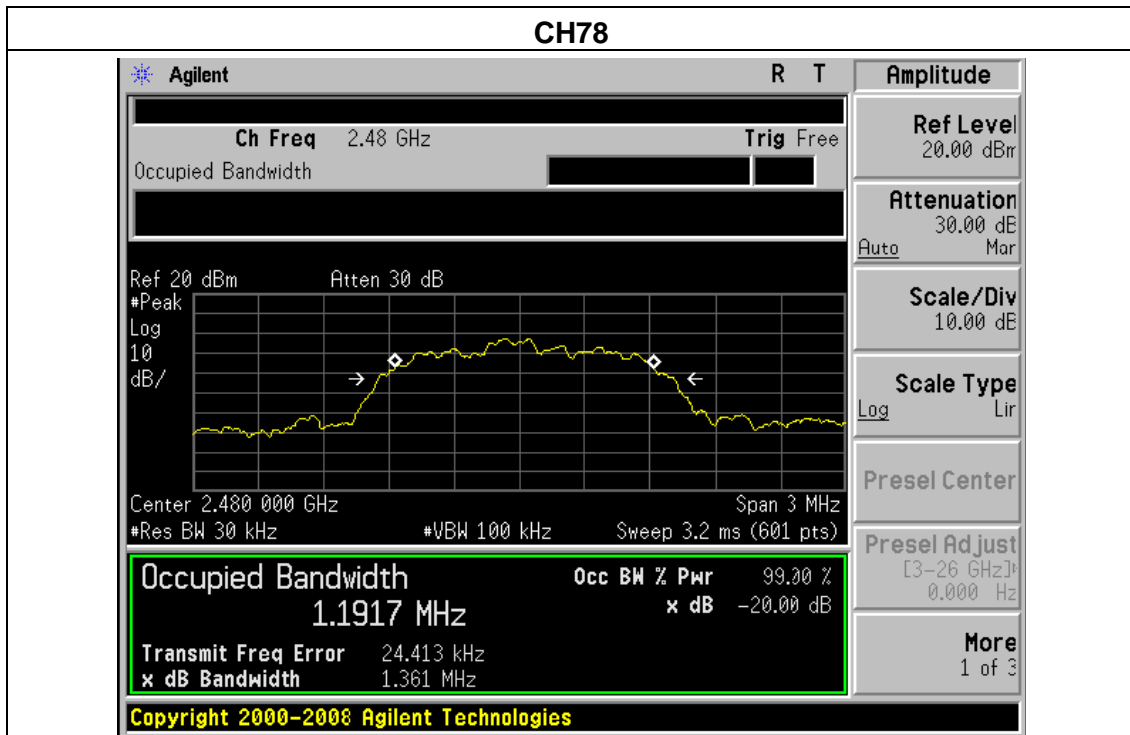 CH78
Agilent R T
Amplitude
Ch Freq 2.48 GHz Trig Free
Occupied Bandwidth
Ref Level
20.00 dBm
Attenuation
30.00 dB
Auto Man
Ref 20 dBm Atten 30 dB
#Peak
Log
10
dB/
Scale/Div
10.00 dB
Scale Type
Log Lin
Presel Center
Center 2.480 000 GHz Span 3 MHz
#Res BW 30 kHz #VBW 100 kHz Sweep 3.2 ms (601 pts)
Presel Adjust
[3-26 GHz]
0.000 Hz
Occupied Bandwidth Occ BW % Pwr 99.00 %
1.1917 MHz x dB -20.00 dB
Transmit Freq Error 24.413 kHz
x dB Bandwidth 1.361 MHz
More
1 of 3
Copyright 2000-2008 Agilent Technologies